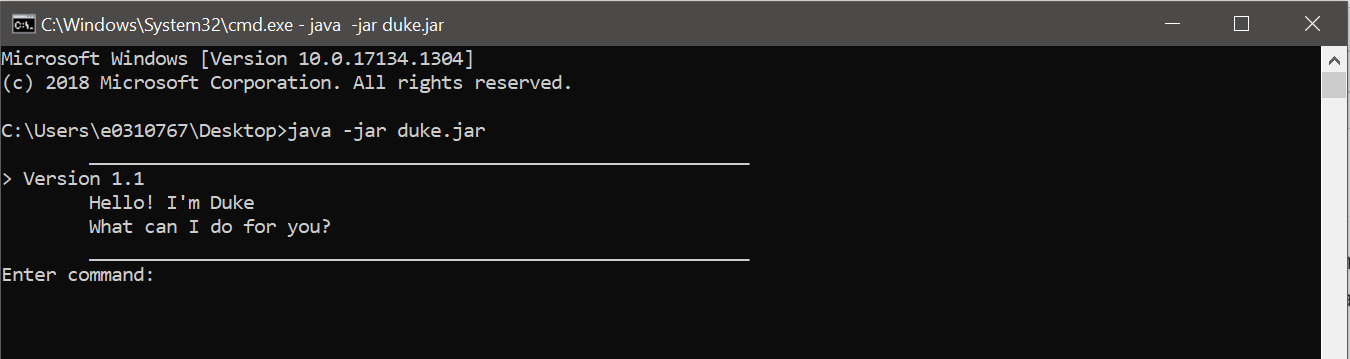 C:\Windows\System32\cmd.exe - java  -jar duke.jar
Microsoft Windows [Version 10.0.17134.1304]
(c) 2018 Microsoft Corporation. All rights reserved.
C:\Users\e0310767\Desktop>java -jar duke.jar
____________________________________________________________
> Version 1.1
Hello! I'm Duke
What can I do for you?
____________________________________________________________
Enter command: